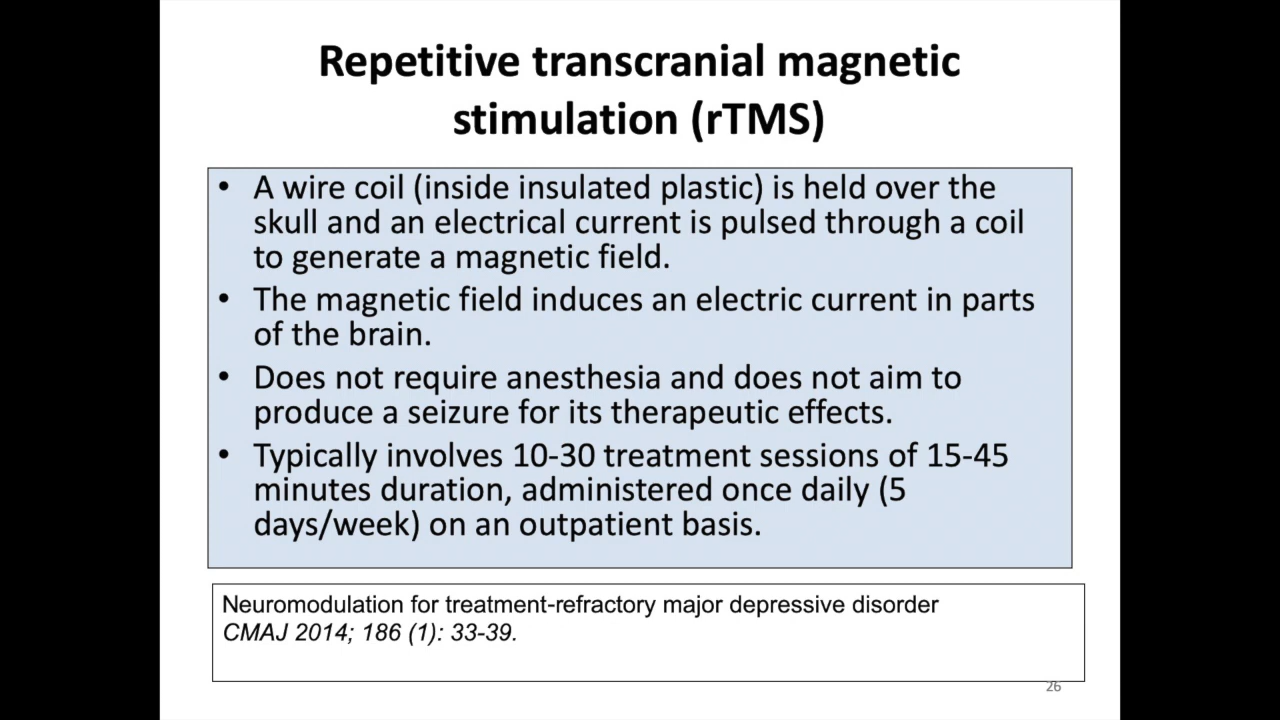 Repetitive transcranial magnetic
stimulation (rTMS)
• A wire coil (inside insulated plastic) is held over the
skull and an electrical current is pulsed through a coil
to generate a magnetic field.
• The magnetic field induces an electric current in parts
of the brain.
• Does not require anesthesia and does not aim to
produce a seizure for its therapeutic effects.
• Typically involves 10-30 treatment sessions of 15-45
minutes duration, administered once daily (5
days/week) on an outpatient basis.
Neuromodulation for treatment-refractory major depressive disorder
CMAJ 2014; 186 (1): 33-39.
26